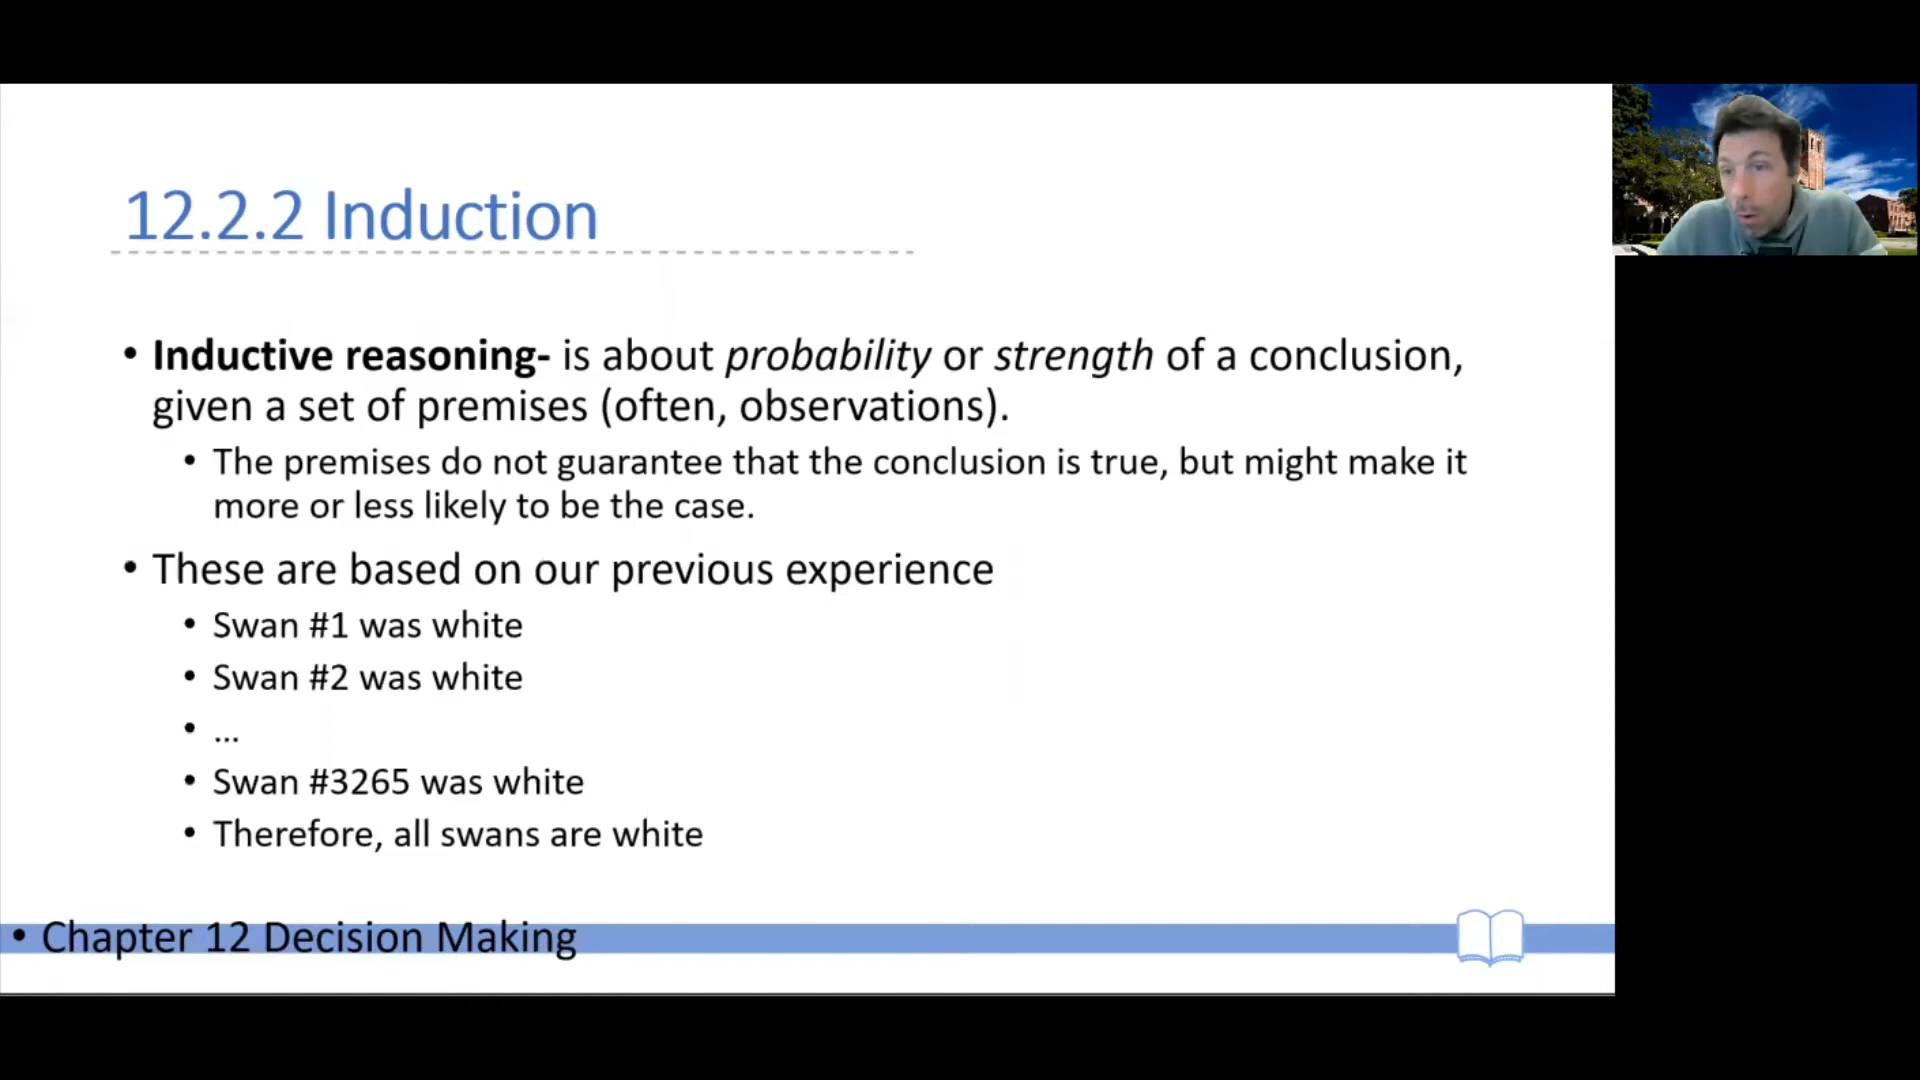 12.2.2 Induction
• Inductive reasoning- is about probability or strength of a conclusion,
given a set of premises (often, observations).
• The premises do not guarantee that the conclusion is true, but might make it
more or less likely to be the case.
• These are based on our previous experience
• Swan #1 was white
• Swan #2 was white
• ...
• Swan #3265 was white
• Therefore, all swans are white
• Chapter 12 Decision Making